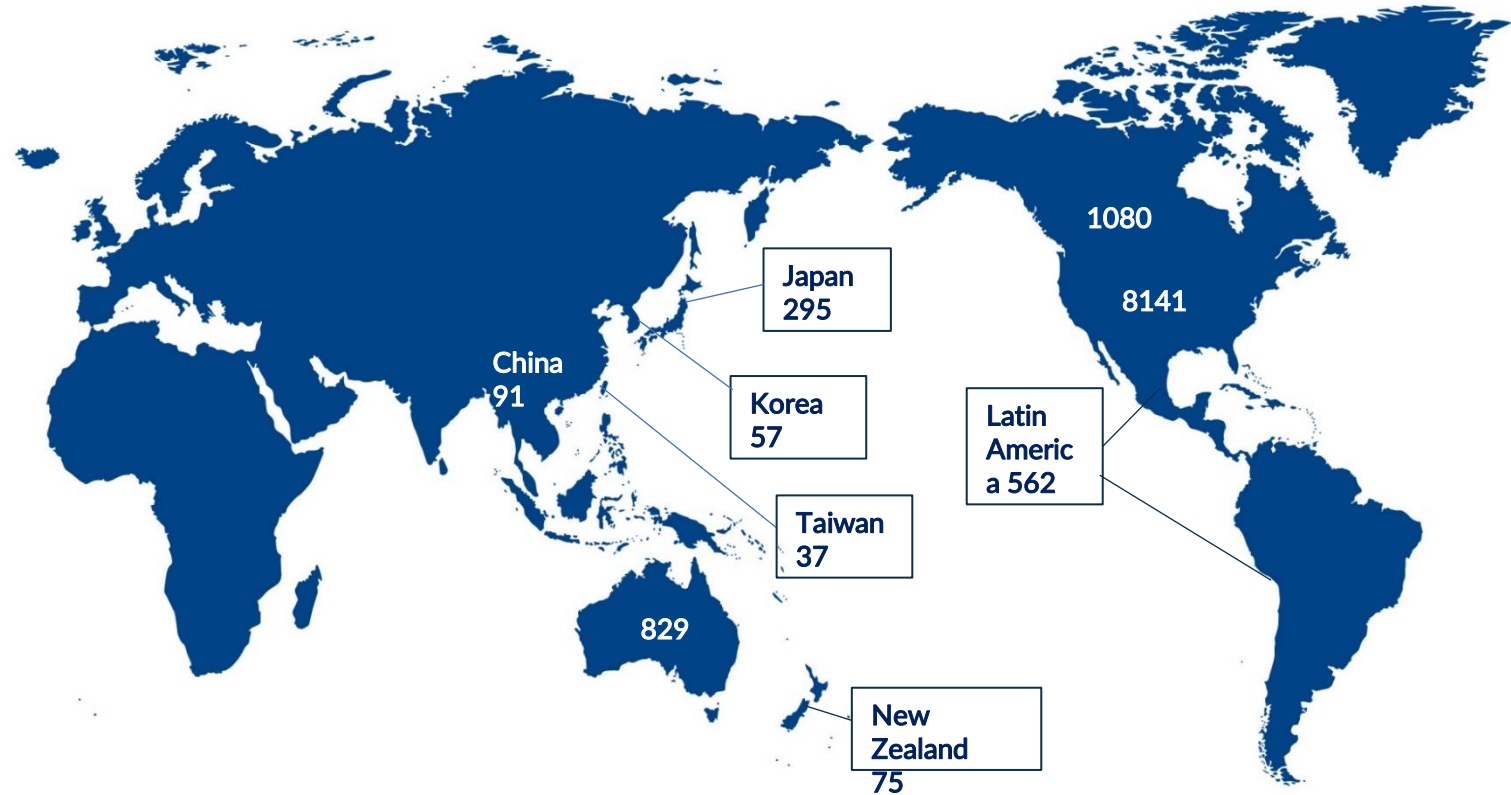 1080
8141
Japan
295
China
91
Korea
57
Latin
Americ
a 562
Taiwan
37
829
New
Zealand
75